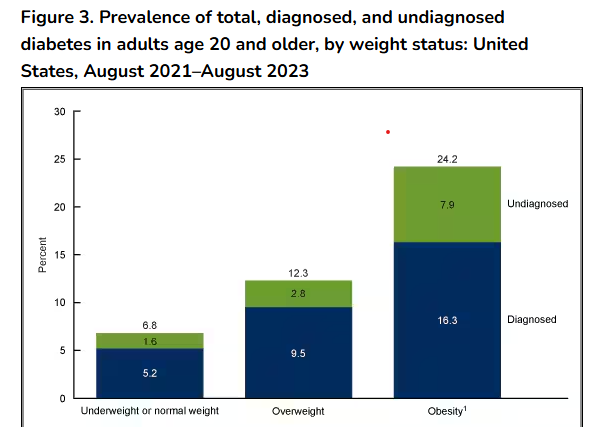 Figure 3. Prevalence of total, diagnosed, and undiagnosed
diabetes in adults age 20 and older, by weight status: United
States, August 2021–August 2023
30
25
20
15
10
5
0
Percent
6.8
1.6
5.2
12.3
2.8
9.5
24.2
7.9
16.3
Undiagnosed
Diagnosed
Underweight or normal weight
Overweight
Obesity¹